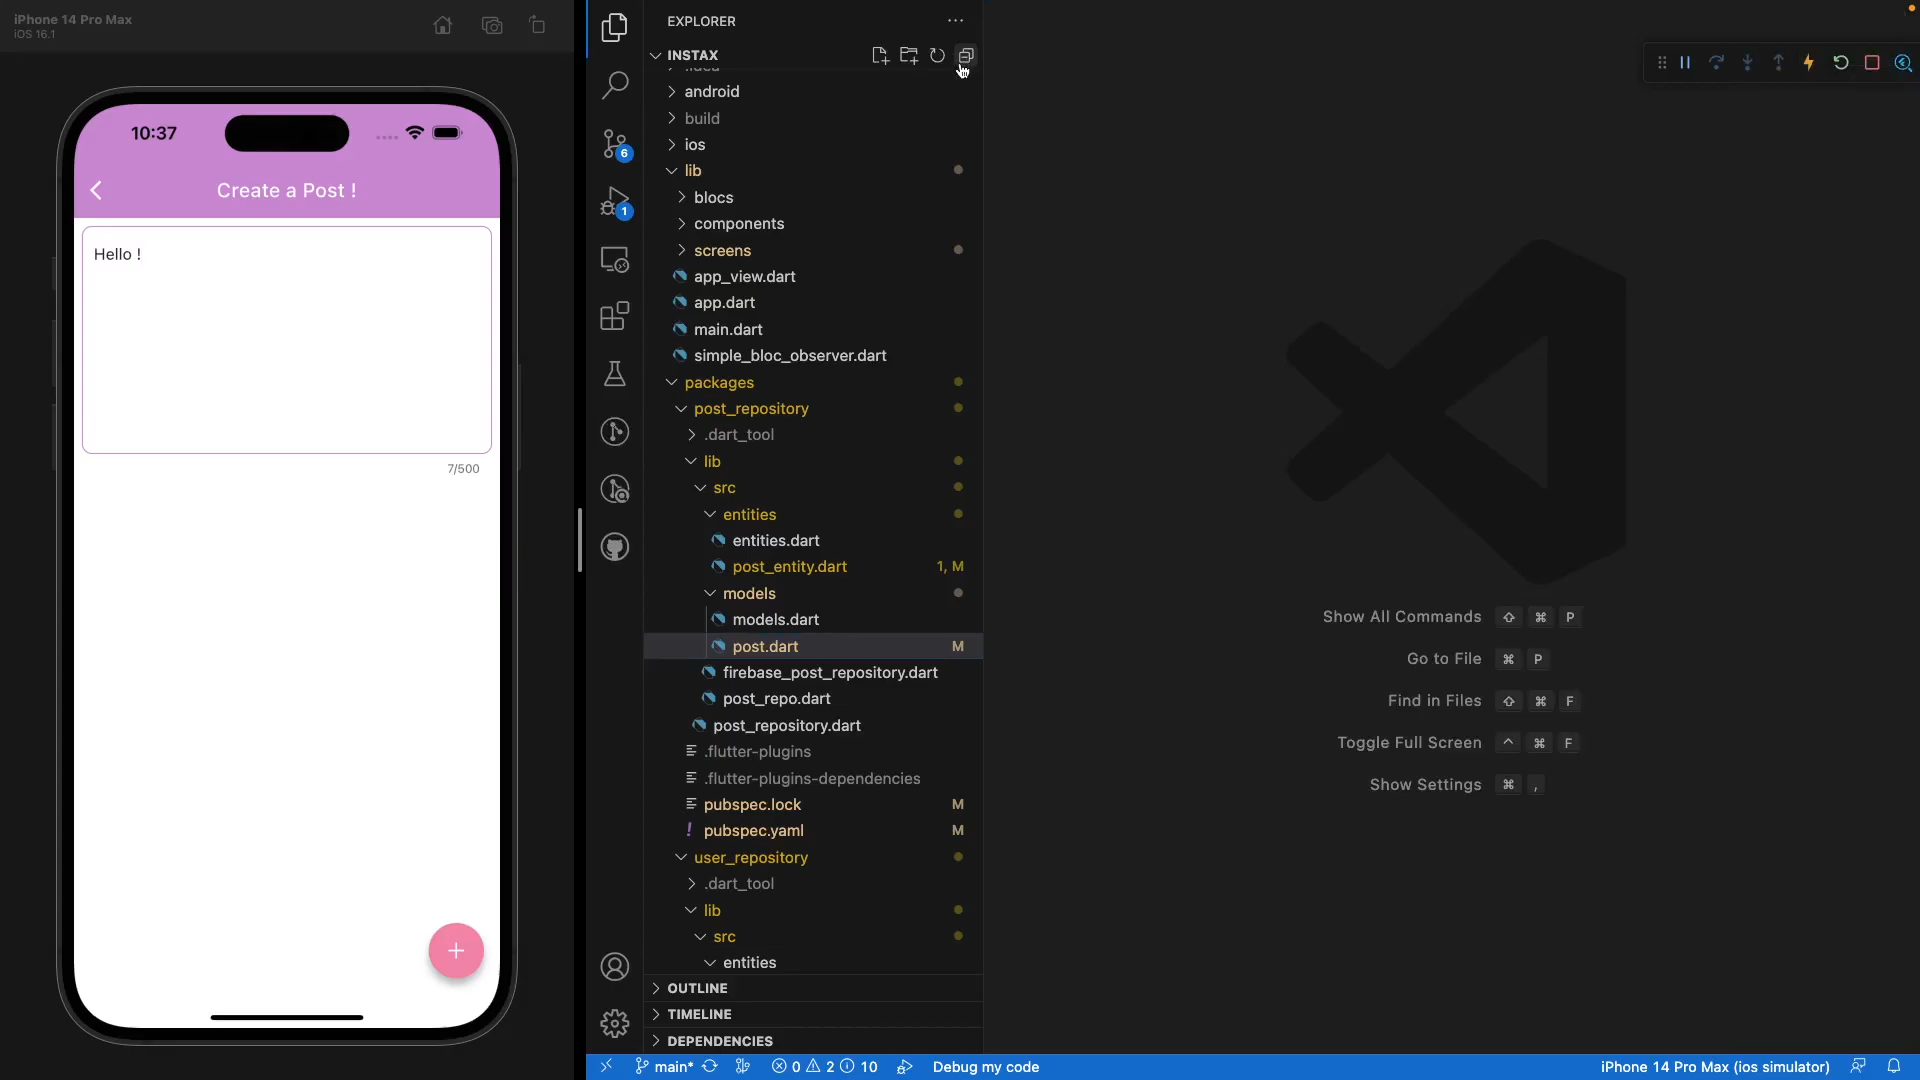 iPhone 14 Pro Max
iOS 16.1
10:37
Create a Post !
Hello !
7/500
EXPLORER
INSTAX
.idea
android
build
ios
lib
blocs
components
screens
app_view.dart
app.dart
main.dart
simple_bloc_observer.dart
packages
post_repository
.dart_tool
lib
src
entities
entities.dart
post_entity.dart 1, M
models
models.dart
post.dart M
firebase_post_repository.dart
post_repo.dart
post_repository.dart
.flutter-plugins
.flutter-plugins-dependencies
pubspec.lock M
! pubspec.yaml M
user_repository
.dart_tool
lib
src
entities
OUTLINE
TIMELINE
DEPENDENCIES
6
1
Show All Commands ⇧ ⌘ P
Go to File ⌘ P
Find in Files ⇧ ⌘ F
Toggle Full Screen ^ ⌘ F
Show Settings ⌘ ,
main* 0 2 10 Debug my code iPhone 14 Pro Max (ios simulator)